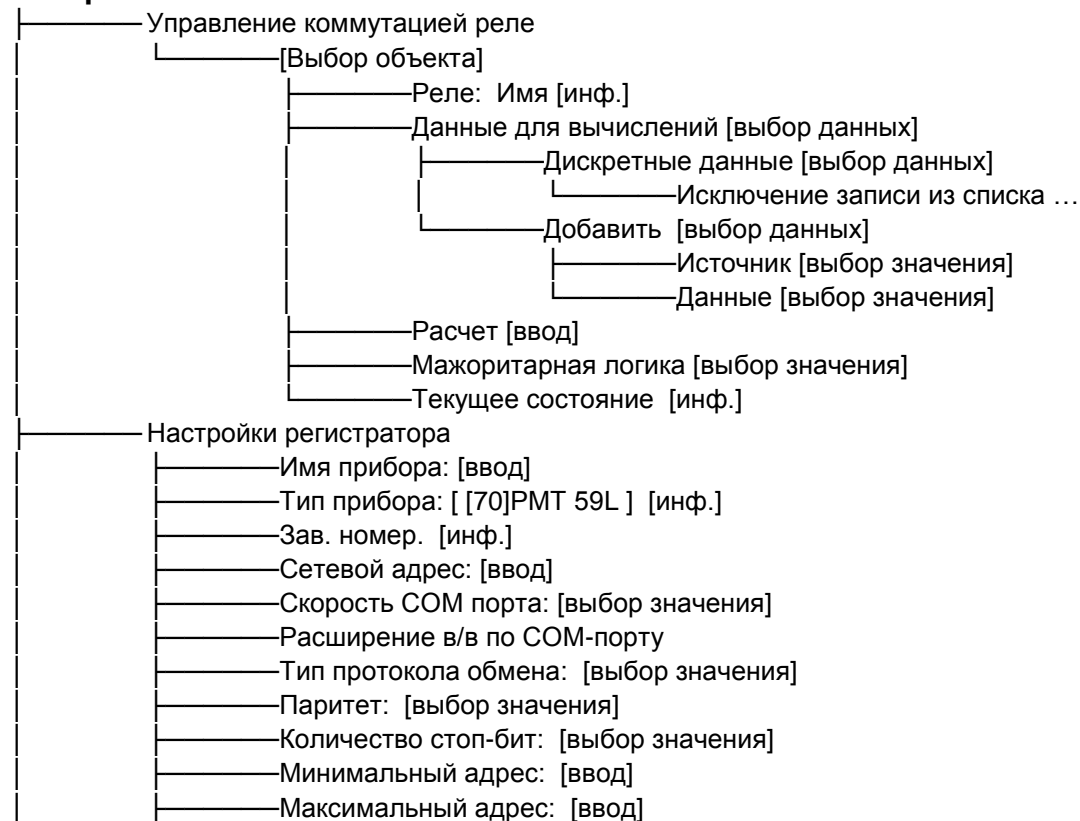 Управление коммутацией реле
[Выбор объекта]
Реле: Имя [инф.]
Данные для вычислений [выбор данных]
Дискретные данные [выбор данных]
Исключение записи из списка …
Добавить [выбор данных]
Источник [выбор значения]
Данные [выбор значения]
Расчет [ввод]
Мажоритарная логика [выбор значения]
Текущее состояние [инф.]
Настройки регистратора
Имя прибора: [ввод]
Тип прибора: [ [70]РМТ 59L ] [инф.]
Зав. номер. [инф.]
Сетевой адрес: [ввод]
Скорость COM порта: [выбор значения]
Расширение в/в по COM-порту
Тип протокола обмена: [выбор значения]
Паритет: [выбор значения]
Количество стоп-бит: [выбор значения]
Минимальный адрес: [ввод]
Максимальный адрес: [ввод]